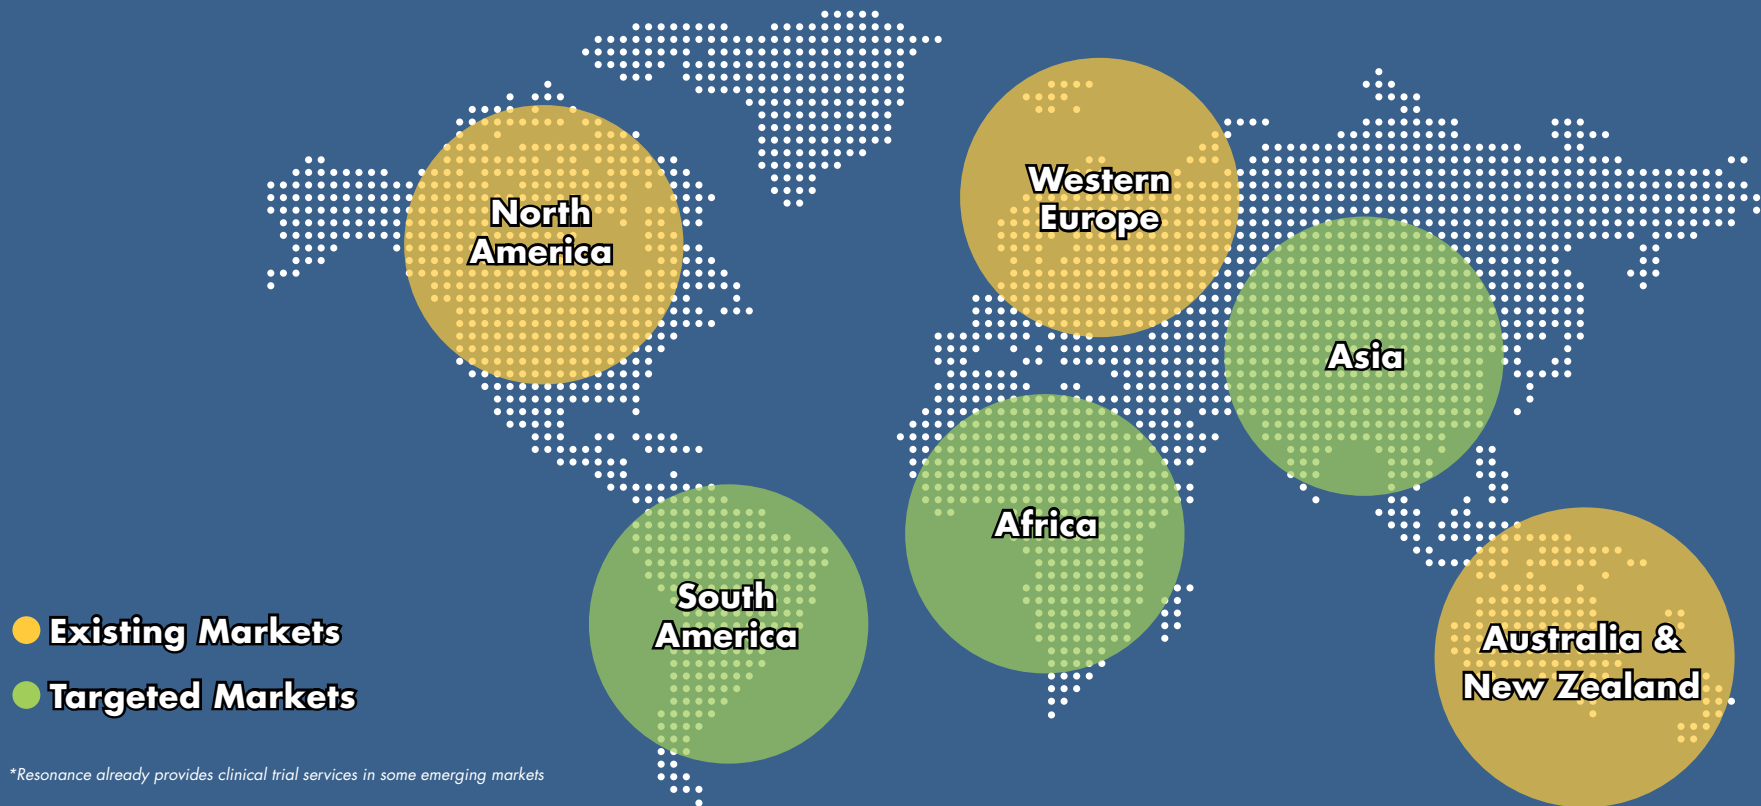 North
America
Western
Europe
Asia
Africa
South
America
Australia &
New Zealand
Existing Markets
Targeted Markets
*Resonance already provides clinical trial services in some emerging markets